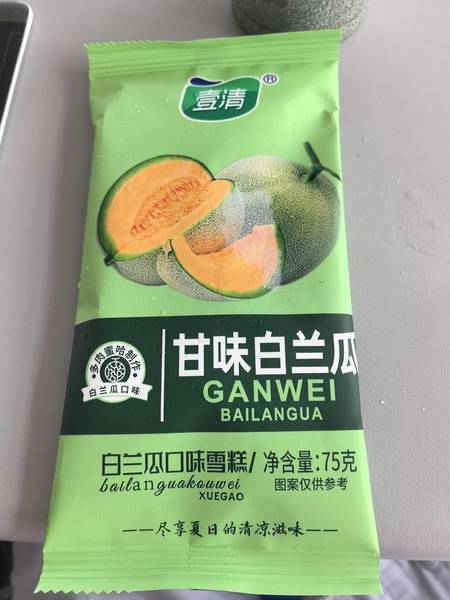 壹清®
甘味白兰瓜
GANWEI
BAILANGUA
多肉蜜哈制作
白兰瓜口味
白兰瓜口味雪糕/净含量:75克
bailanguakouwei
XUEGAO
图案仅供参考
——尽享夏日的清凉滋味——